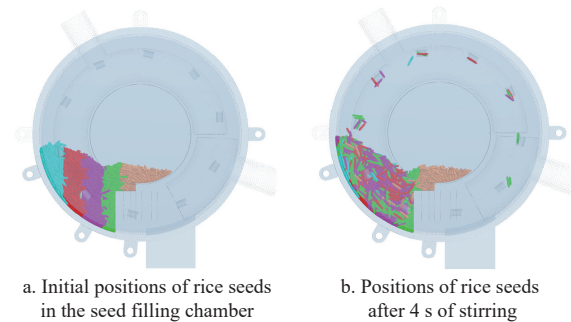 a. Initial positions of rice seeds
in the seed filling chamber
b. Positions of rice seeds
after 4 s of stirring